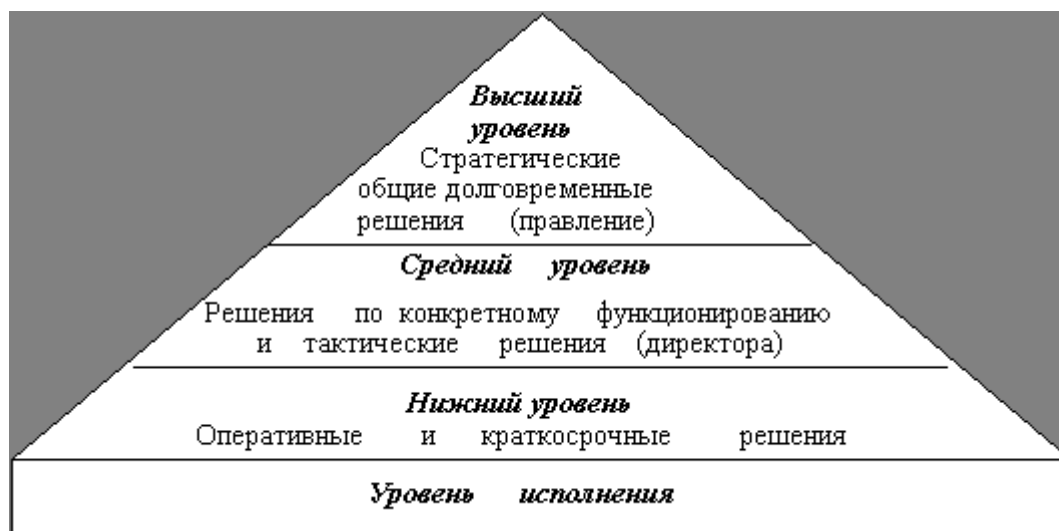 Высший
уровень
Стратегические
общие долговременные
решения (правление)
Средний уровень
Решения по конкретному функционированию
и тактические решения (директора)
Нижний уровень
Оперативные и краткосрочные решения
Уровень исполнения